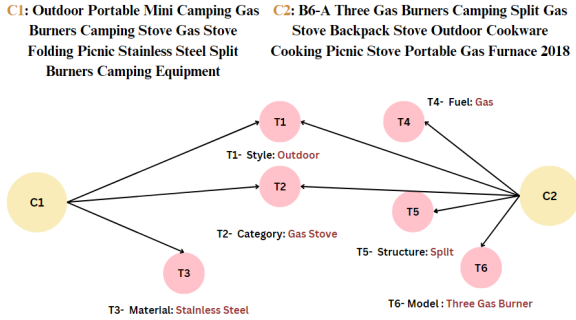 C1: Outdoor Portable Mini Camping Gas
Burners Camping Stove Gas Stove
Folding Picnic Stainless Steel Split
Burners Camping Equipment
C2: B6-A Three Gas Burners Camping Split Gas
Stove Backpack Stove Outdoor Cookware
Cooking Picnic Stove Portable Gas Furnace 2018
T4- Fuel: Gas
T1
T4
T1- Style: Outdoor
T2
C1
C2
T5
T2- Category: Gas Stove
T5- Structure: Split
T3
T6
T3- Material: Stainless Steel
T6- Model : Three Gas Burner